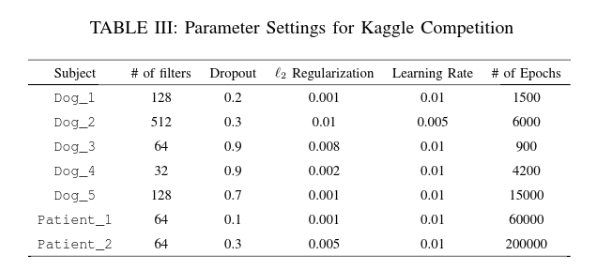 TABLE III: Parameter Settings for Kaggle Competition
Subject # of filters Dropout ℓ2 Regularization Learning Rate # of Epochs
Dog_1 128 0.2 0.001 0.01 1500
Dog_2 512 0.3 0.01 0.005 6000
Dog_3 64 0.9 0.008 0.01 900
Dog_4 32 0.9 0.002 0.01 4200
Dog_5 128 0.7 0.001 0.01 15000
Patient_1 64 0.1 0.001 0.01 60000
Patient_2 64 0.3 0.005 0.01 200000